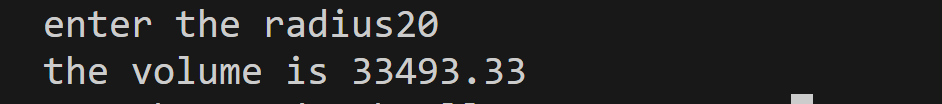 enter the radius20
the volume is 33493.33